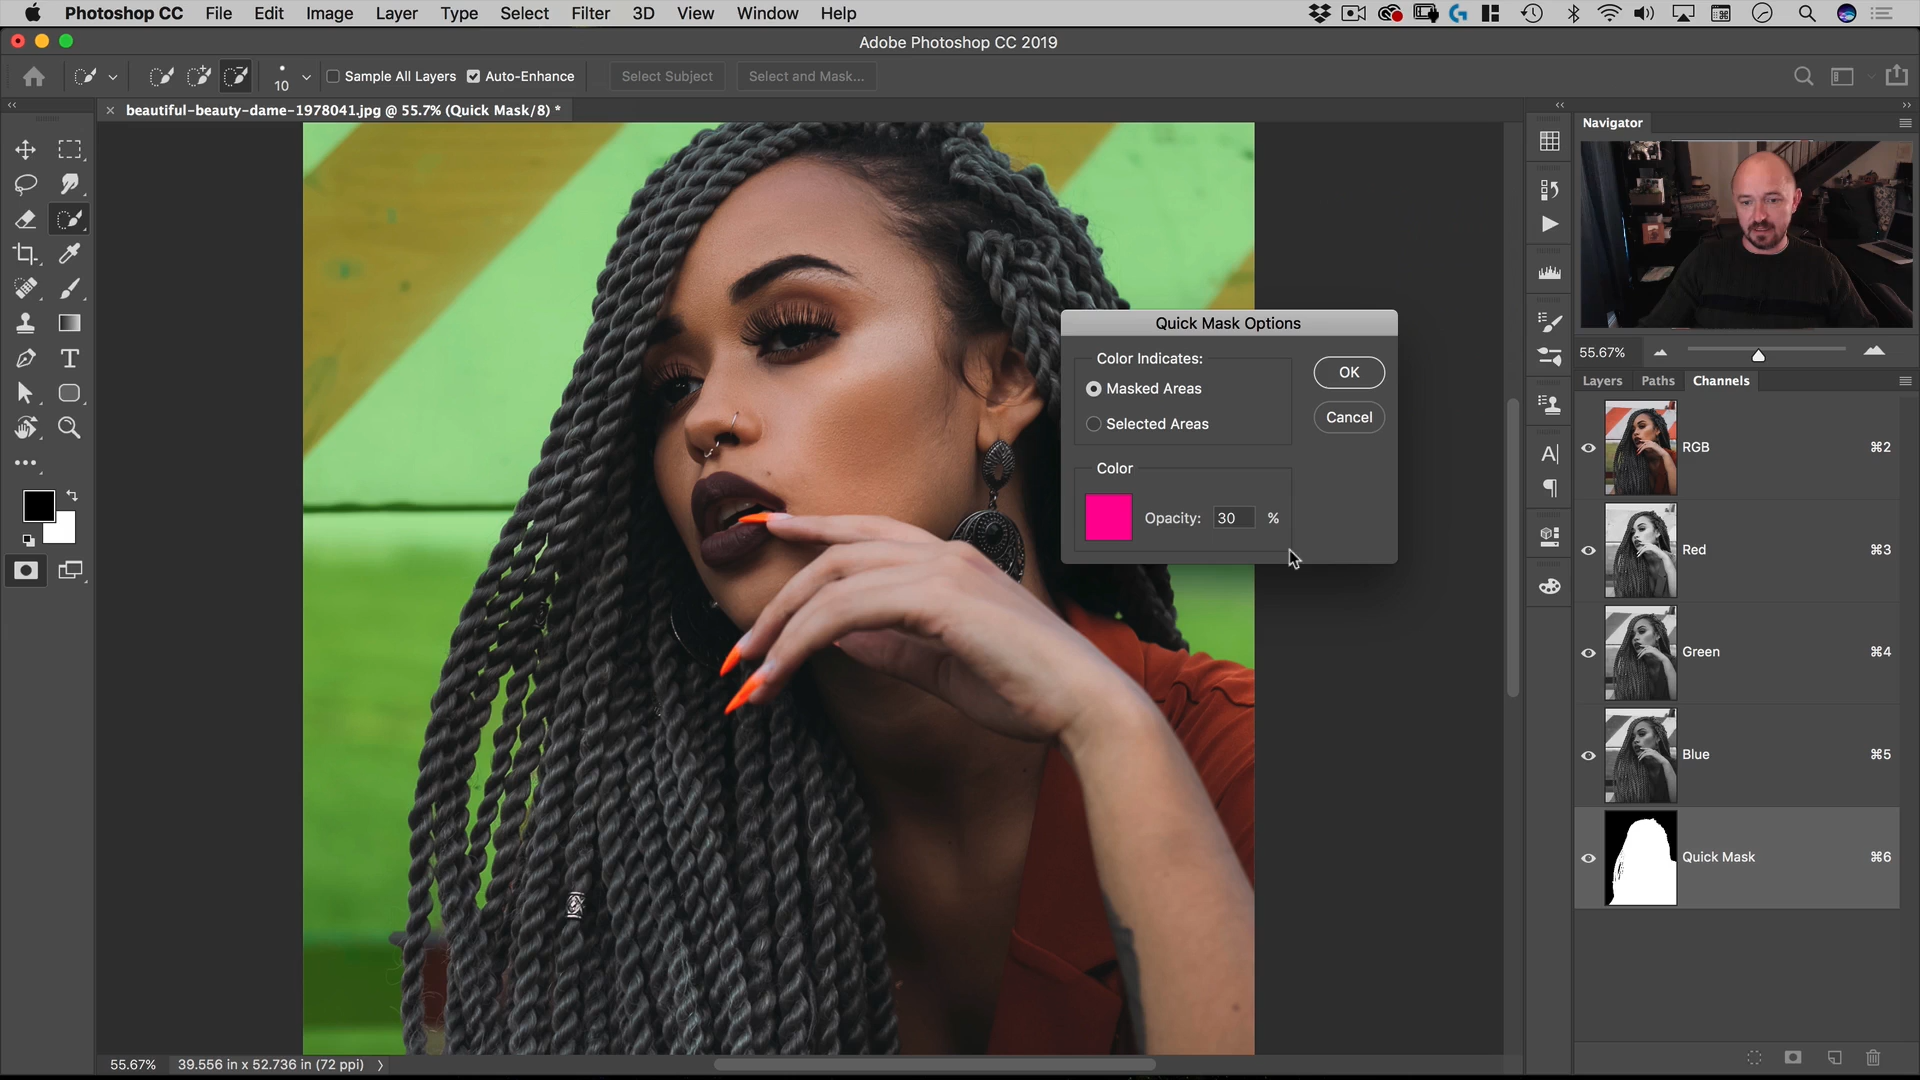 Photoshop CC File Edit Image Layer Type Select Filter 3D View Window Help
Adobe Photoshop CC 2019
10 Sample All Layers Auto-Enhance Select Subject Select and Mask...
beautiful-beauty-dame-1978041.jpg @ 55.7% (Quick Mask/8) *
Navigator
Quick Mask Options
Color Indicates:
Masked Areas
Selected Areas
OK
Cancel
Color
Opacity: 30 %
55.67%
Layers Paths Channels
RGB ⌘2
Red ⌘3
Green ⌘4
Blue ⌘5
Quick Mask ⌘6
55.67% 39.556 in x 52.736 in (72 ppi)